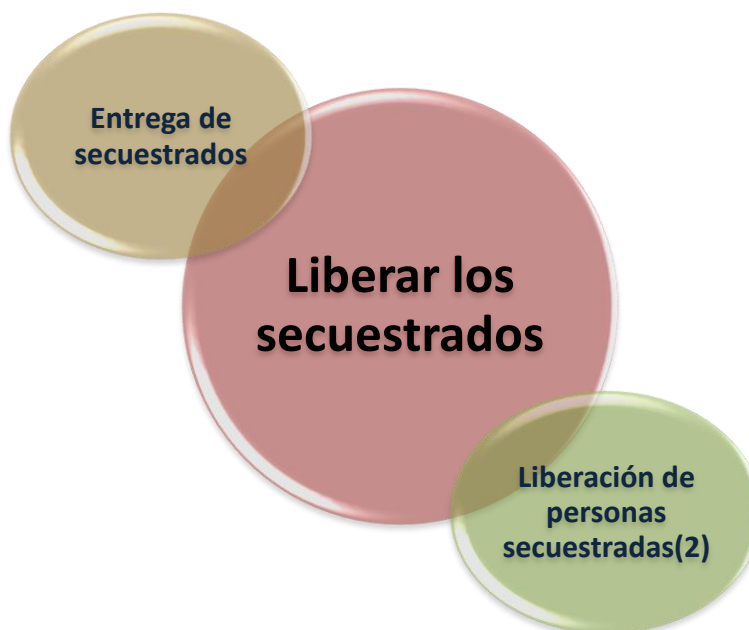 Entrega de
secuestrados
Liberar los
secuestrados
Liberación de
personas
secuestradas(2)